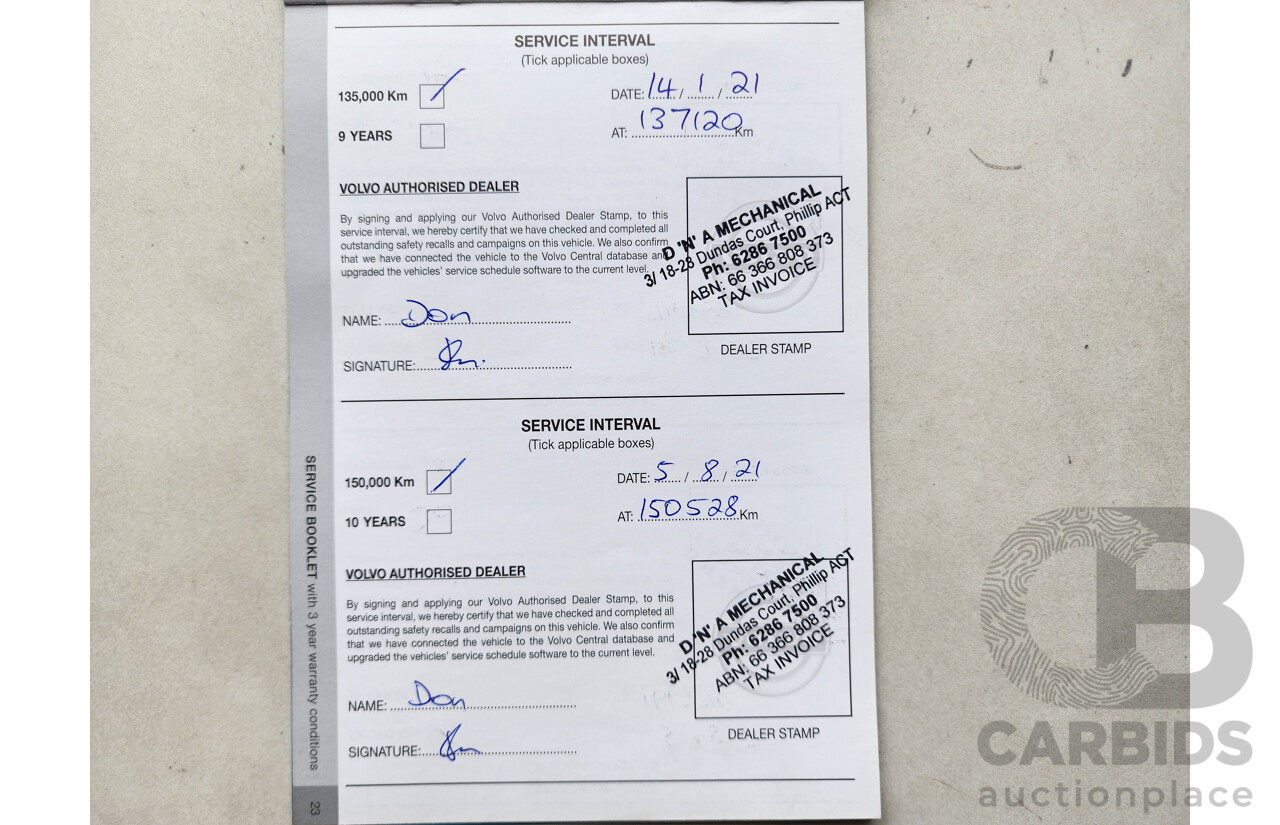 SERVICE INTERVAL
(Tick applicable boxes)
135,000 Km
DATE: 14 / 1 / 21
9 YEARS
AT: 137120 Km
VOLVO AUTHORISED DEALER
By signing and applying our Volvo Authorised Dealer Stamp, to this
service interval, we hereby certify that we have checked and completed all
outstanding safety recalls and campaigns on this vehicle. We also confirm
that we have connected the vehicle to the Volvo Central database and
upgraded the vehicles' service schedule software to the current level.
D 'N' A MECHANICAL
3/ 18-28 Dundas Court, Phillip ACT
Ph: 6286 7500
ABN: 66 366 808 373
TAX INVOICE
NAME: Don
DEALER STAMP
SIGNATURE:
SERVICE INTERVAL
(Tick applicable boxes)
150,000 Km
DATE: 5 / 8 / 21
10 YEARS
AT: 150528 Km
VOLVO AUTHORISED DEALER
By signing and applying our Volvo Authorised Dealer Stamp, to this
service interval, we hereby certify that we have checked and completed all
outstanding safety recalls and campaigns on this vehicle. We also confirm
that we have connected the vehicle to the Volvo Central database and
upgraded the vehicles' service schedule software to the current level.
D 'N' A MECHANICAL
3/ 18-28 Dundas Court, Phillip ACT
Ph: 6286 7500
ABN: 66 366 808 373
TAX INVOICE
NAME: Don
DEALER STAMP
SIGNATURE:
SERVICE BOOKLET with 3 year warranty conditions
23
CB
CARBIDS
auctionplace